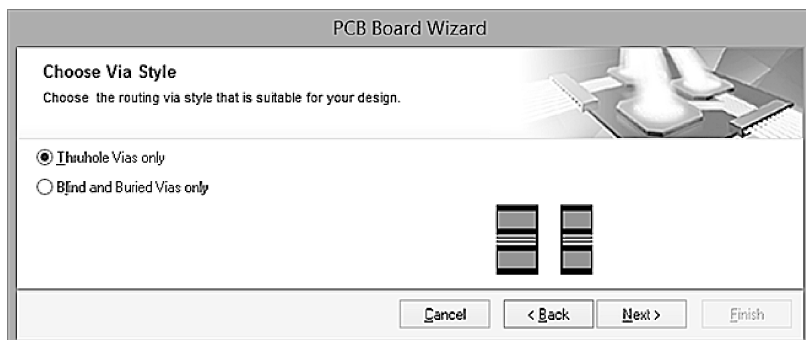 PCB Board Wizard
Choose Via Style
Choose the routing via style that is suitable for your design.
Thruhole Vias only
Blind and Buried Vias only
Cancel < Back Next > Finish